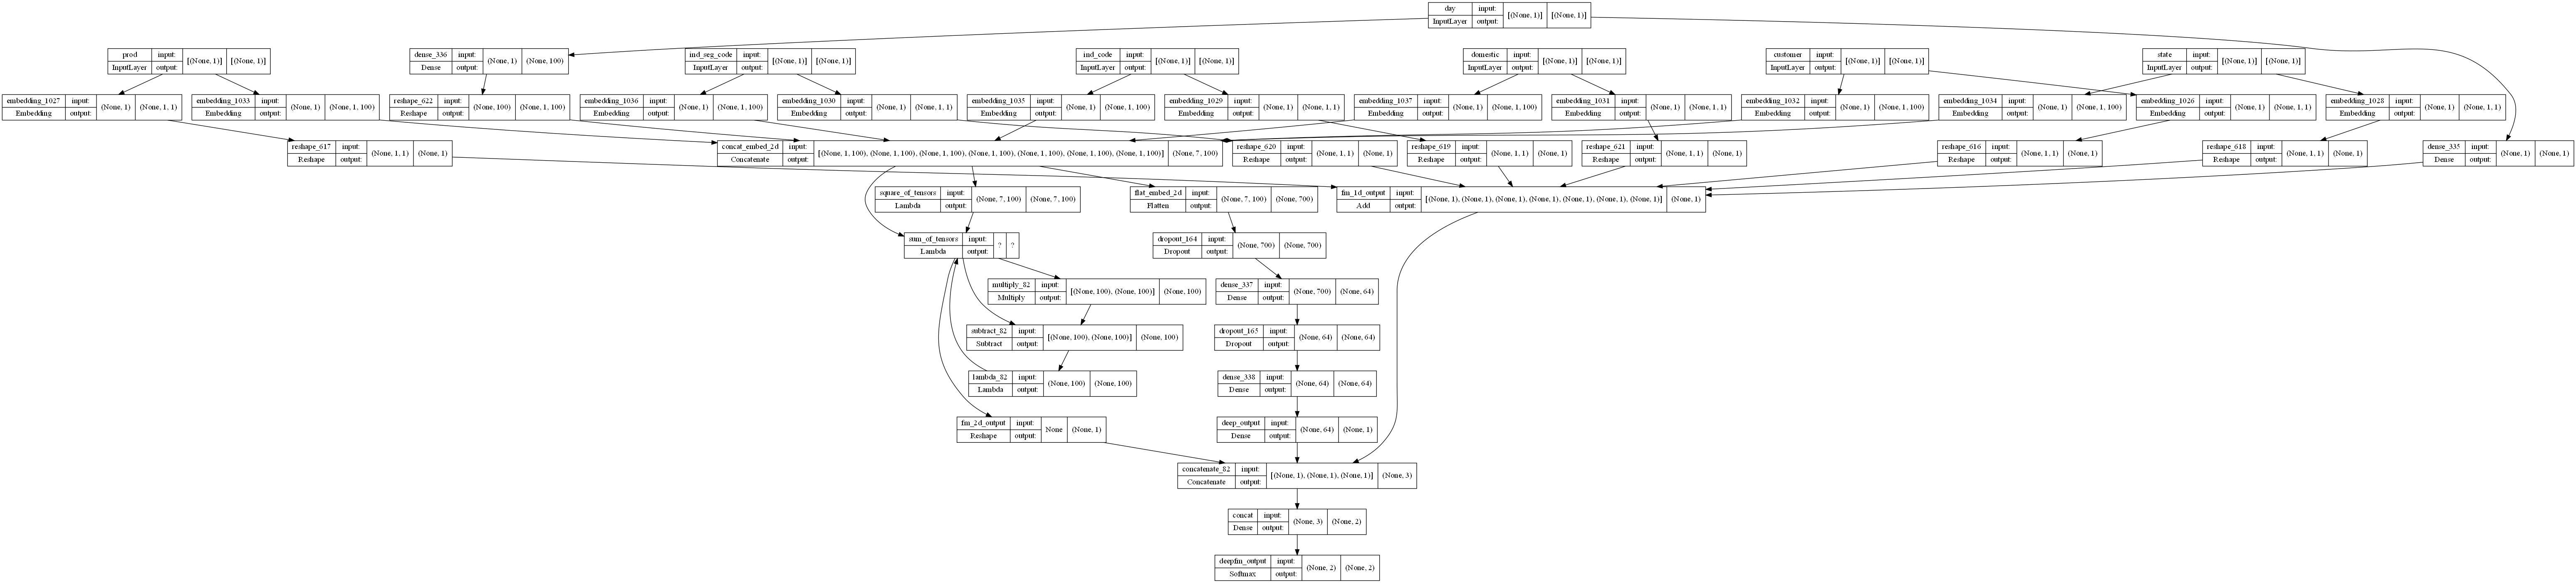 day input: [(None, 1)] [(None, 1)]
InputLayer output:
prod input: [(None, 1)] [(None, 1)]
InputLayer output:
dense_336 input: (None, 1) (None, 100)
Dense output:
ind_seg_code input: [(None, 1)] [(None, 1)]
InputLayer output:
ind_code input: [(None, 1)] [(None, 1)]
InputLayer output:
domestic input: [(None, 1)] [(None, 1)]
InputLayer output:
customer input: [(None, 1)] [(None, 1)]
InputLayer output:
state input: [(None, 1)] [(None, 1)]
InputLayer output:
embedding_1027 input: (None, 1) (None, 1, 1)
Embedding output:
embedding_1033 input: (None, 1) (None, 1, 100)
Embedding output:
reshape_622 input: (None, 100) (None, 1, 100)
Reshape output:
embedding_1036 input: (None, 1) (None, 1, 100)
Embedding output:
embedding_1030 input: (None, 1) (None, 1, 1)
Embedding output:
embedding_1035 input: (None, 1) (None, 1, 100)
Embedding output:
embedding_1029 input: (None, 1) (None, 1, 1)
Embedding output:
embedding_1037 input: (None, 1) (None, 1, 100)
Embedding output:
embedding_1031 input: (None, 1) (None, 1, 1)
Embedding output:
embedding_1032 input: (None, 1) (None, 1, 100)
Embedding output:
embedding_1034 input: (None, 1) (None, 1, 100)
Embedding output:
embedding_1026 input: (None, 1) (None, 1, 1)
Embedding output:
embedding_1028 input: (None, 1) (None, 1, 1)
Embedding output:
reshape_617 input: (None, 1, 1) (None, 1)
Reshape output:
concat_embed_2d input: [(None, 1, 100), (None, 1, 100), (None, 1, 100), (None, 1, 100), (None, 1, 100), (None, 1, 100), (None, 1, 100)] (None, 7, 100)
Concatenate output:
reshape_620 input: (None, 1, 1) (None, 1)
Reshape output:
reshape_619 input: (None, 1, 1) (None, 1)
Reshape output:
reshape_621 input: (None, 1, 1) (None, 1)
Reshape output:
reshape_616 input: (None, 1, 1) (None, 1)
Reshape output:
reshape_618 input: (None, 1, 1) (None, 1)
Reshape output:
dense_335 input: (None, 1) (None, 1)
Dense output:
square_of_tensors input: (None, 7, 100) (None, 7, 100)
Lambda output:
flat_embed_2d input: (None, 7, 100) (None, 700)
Flatten output:
fm_1d_output input: [(None, 1), (None, 1), (None, 1), (None, 1), (None, 1), (None, 1), (None, 1)] (None, 1)
Add output:
sum_of_tensors input: ? ?
Lambda output:
dropout_164 input: (None, 700) (None, 700)
Dropout output:
multiply_82 input: [(None, 100), (None, 100)] (None, 100)
Multiply output:
dense_337 input: (None, 700) (None, 64)
Dense output:
subtract_82 input: [(None, 100), (None, 100)] (None, 100)
Subtract output:
dropout_165 input: (None, 64) (None, 64)
Dropout output:
lambda_82 input: (None, 100) (None, 100)
Lambda output:
dense_338 input: (None, 64) (None, 64)
Dense output:
fm_2d_output input: None (None, 1)
Reshape output:
deep_output input: (None, 64) (None, 1)
Dense output:
concatenate_82 input: [(None, 1), (None, 1), (None, 1)] (None, 3)
Concatenate output:
concat input: (None, 3) (None, 2)
Dense output:
deepfm_output input: (None, 2) (None, 2)
Softmax output: